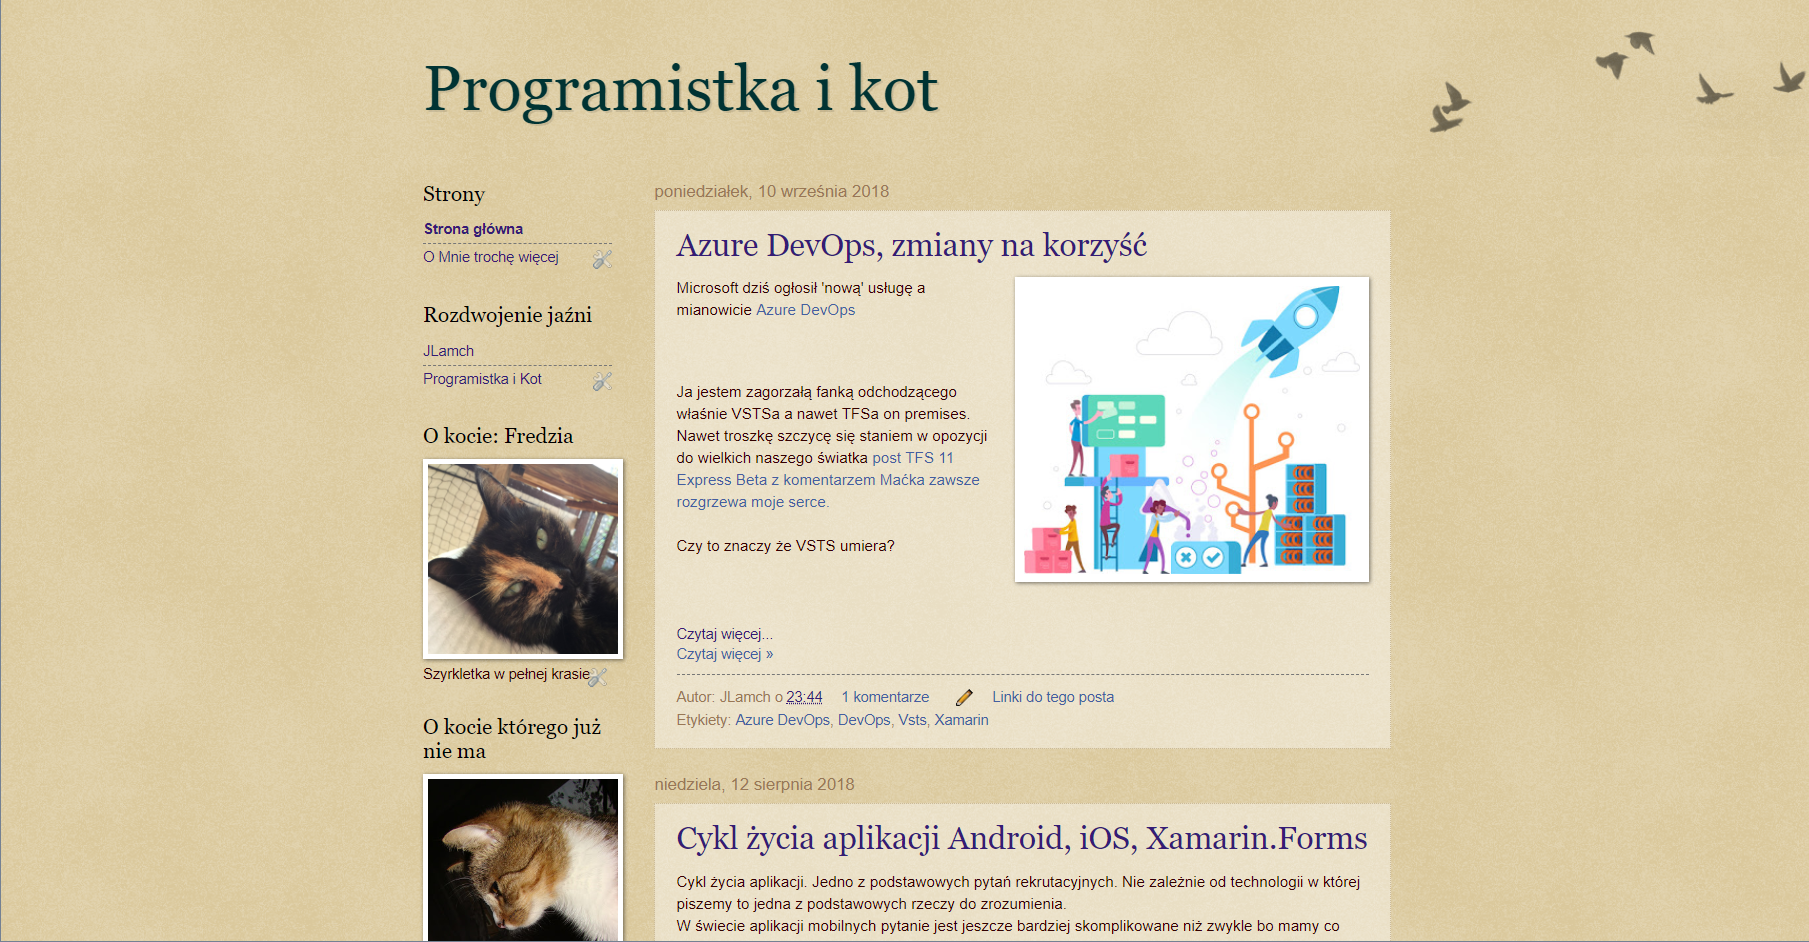 Programistka i kot
Strony
Strona główna
O Mnie trochę więcej
Rozdwojenie jaźni
JLamch
Programistka i Kot
O kocie: Fredzia
Szyrkletka w pełnej krasie
O kocie którego już
nie ma
poniedziałek, 10 września 2018
Azure DevOps, zmiany na korzyść
Microsoft dziś ogłosił 'nową' usługę a
mianowicie Azure DevOps
Ja jestem zagorzałą fanką odchodzącego
właśnie VSTSa a nawet TFSa on premises.
Nawet troszkę szczycę się staniem w opozycji
do wielkich naszego światka post TFS 11
Express Beta z komentarzem Maćka zawsze
rozgrzewa moje serce.
Czy to znaczy że VSTS umiera?
Czytaj więcej...
Czytaj więcej »
Autor: JLamch o 23:44 1 komentarze Linki do tego posta
Etykiety: Azure DevOps, DevOps, Vsts, Xamarin
niedziela, 12 sierpnia 2018
Cykl życia aplikacji Android, iOS, Xamarin.Forms
Cykl życia aplikacji. Jedno z podstawowych pytań rekrutacyjnych. Nie zależnie od technologii w której
piszemy to jedna z podstawowych rzeczy do zrozumienia.
W świecie aplikacji mobilnych pytanie jest jeszcze bardziej skomplikowane niż zwykle bo mamy co